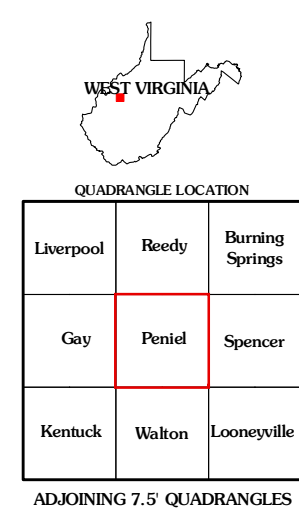 WEST VIRGINIA
QUADRANGLE LOCATION
Liverpool Reedy Burning Springs
Gay Peniel Spencer
Kentuck Walton Looneyville
ADJOINING 7.5' QUADRANGLES